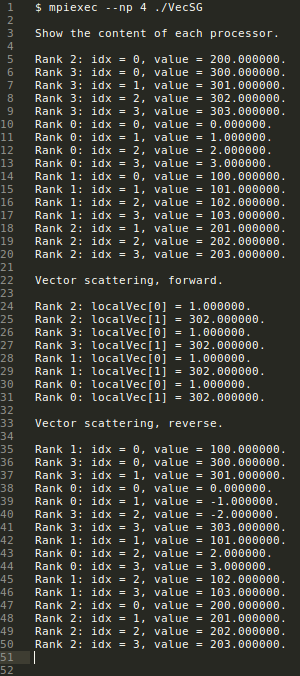 1 $ mpiexec --np 4 ./VecSG
2
3 Show the content of each processor.
4
5 Rank 2: idx = 0, value = 200.000000.
6 Rank 3: idx = 0, value = 300.000000.
7 Rank 3: idx = 1, value = 301.000000.
8 Rank 3: idx = 2, value = 302.000000.
9 Rank 3: idx = 3, value = 303.000000.
10 Rank 0: idx = 0, value = 0.000000.
11 Rank 0: idx = 1, value = 1.000000.
12 Rank 0: idx = 2, value = 2.000000.
13 Rank 0: idx = 3, value = 3.000000.
14 Rank 1: idx = 0, value = 100.000000.
15 Rank 1: idx = 1, value = 101.000000.
16 Rank 1: idx = 2, value = 102.000000.
17 Rank 1: idx = 3, value = 103.000000.
18 Rank 2: idx = 1, value = 201.000000.
19 Rank 2: idx = 2, value = 202.000000.
20 Rank 2: idx = 3, value = 203.000000.
21
22 Vector scattering, forward.
23
24 Rank 2: localVec[0] = 1.000000.
25 Rank 2: localVec[1] = 302.000000.
26 Rank 3: localVec[0] = 1.000000.
27 Rank 3: localVec[1] = 302.000000.
28 Rank 1: localVec[0] = 1.000000.
29 Rank 1: localVec[1] = 302.000000.
30 Rank 0: localVec[0] = 1.000000.
31 Rank 0: localVec[1] = 302.000000.
32
33 Vector scattering, reverse.
34
35 Rank 1: idx = 0, value = 100.000000.
36 Rank 3: idx = 0, value = 300.000000.
37 Rank 3: idx = 1, value = 301.000000.
38 Rank 0: idx = 0, value = 0.000000.
39 Rank 0: idx = 1, value = -1.000000.
40 Rank 3: idx = 2, value = -2.000000.
41 Rank 3: idx = 3, value = 303.000000.
42 Rank 1: idx = 1, value = 101.000000.
43 Rank 0: idx = 2, value = 2.000000.
44 Rank 0: idx = 3, value = 3.000000.
45 Rank 1: idx = 2, value = 102.000000.
46 Rank 1: idx = 3, value = 103.000000.
47 Rank 2: idx = 0, value = 200.000000.
48 Rank 2: idx = 1, value = 201.000000.
49 Rank 2: idx = 2, value = 202.000000.
50 Rank 2: idx = 3, value = 203.000000.
51
52